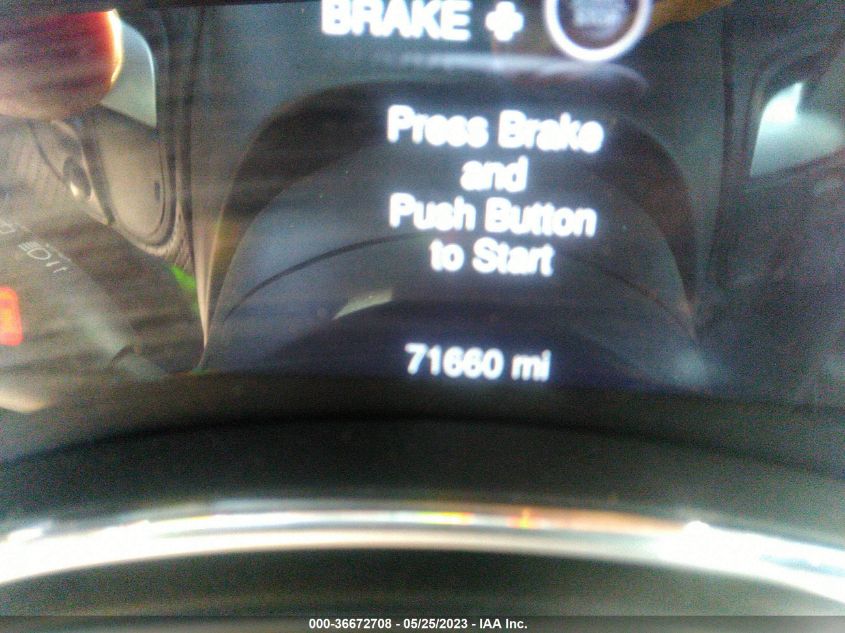 BRAKE +
Press Brake
and
Push Button
to Start
71660 mi
000-36672708 - 05/25/2023 - IAA Inc.